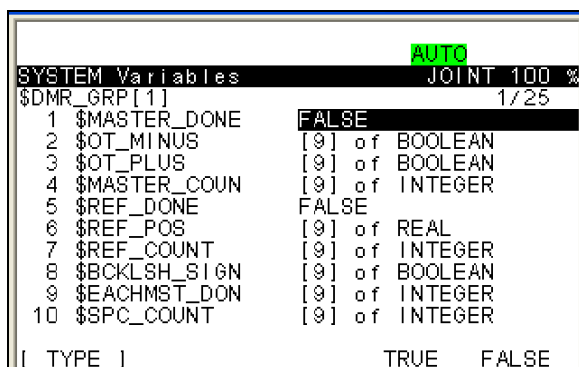 AUTO
SYSTEM Variables JOINT 100 %
$DMR_GRP[1] 1/25
1 $MASTER_DONE FALSE
2 $OT_MINUS [9] of BOOLEAN
3 $OT_PLUS [9] of BOOLEAN
4 $MASTER_COUN [9] of INTEGER
5 $REF_DONE FALSE
6 $REF_POS [9] of REAL
7 $REF_COUNT [9] of INTEGER
8 $BCKLSH_SIGN [9] of BOOLEAN
9 $EACHMST_DON [9] of INTEGER
10 $SPC_COUNT [9] of INTEGER
[ TYPE ] TRUE FALSE